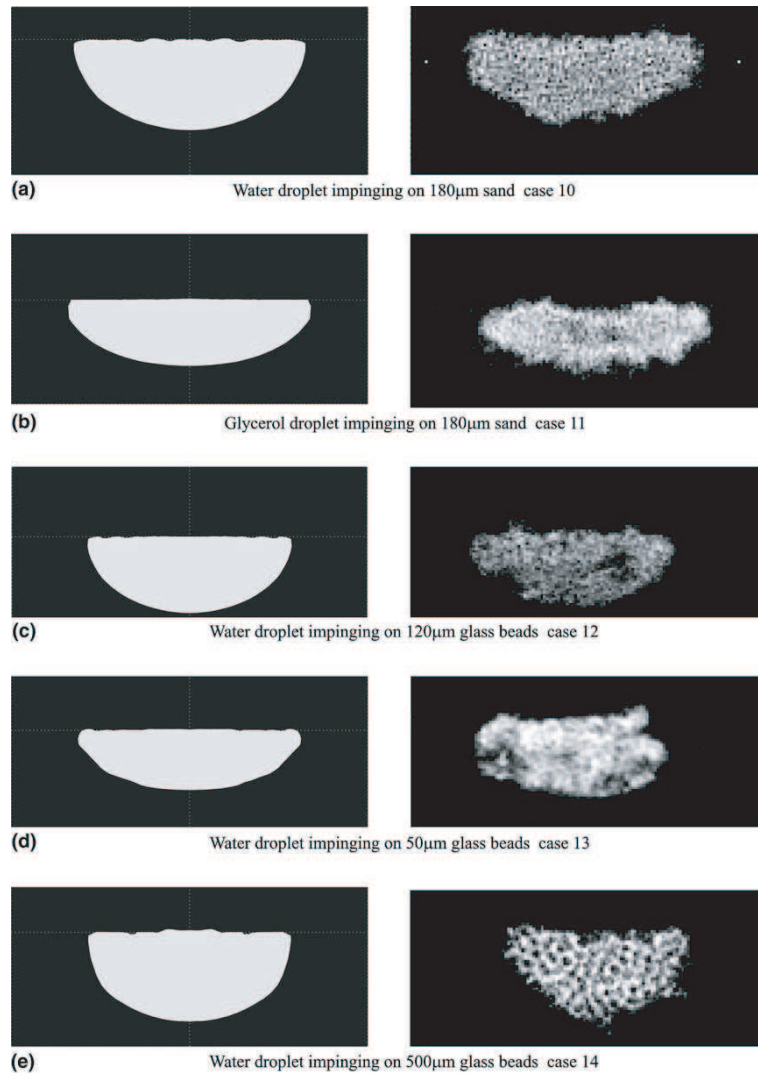 (a)
Water droplet impinging on 180μm sand case 10
(b)
Glycerol droplet impinging on 180μm sand case 11
(c)
Water droplet impinging on 120μm glass beads case 12
(d)
Water droplet impinging on 50μm glass beads case 13
(e)
Water droplet impinging on 500μm glass beads case 14